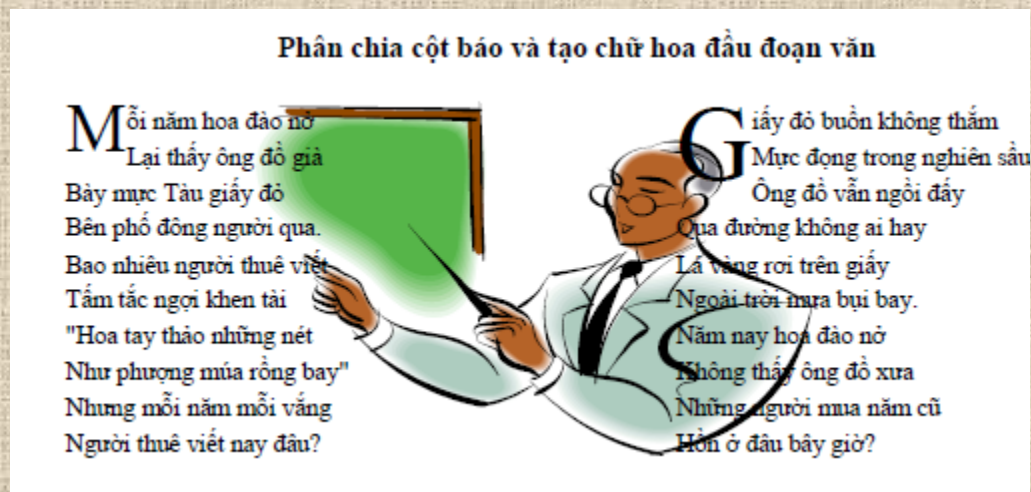 Phân chia cột báo và tạo chữ hoa đầu đoạn văn
Mỗi năm hoa đào nở
Lại thấy ông đồ già
Bày mực Tàu giấy đỏ
Bên phố đông người qua.
Bao nhiêu người thuê viết
Tấm tắc ngợi khen tài
"Hoa tay thảo những nét
Như phượng múa rồng bay"
Nhưng mỗi năm mỗi vắng
Người thuê viết nay đâu?
Giấy đỏ buồn không thắm
Mực đọng trong nghiên sầu
Ông đồ vẫn ngồi đấy
Qua đường không ai hay
Lá vàng rơi trên giấy
Ngoài trời mưa bụi bay.
Năm nay hoa đào nở
Không thấy ông đồ xưa
Những người mua năm cũ
Hồn ở đâu bây giờ?